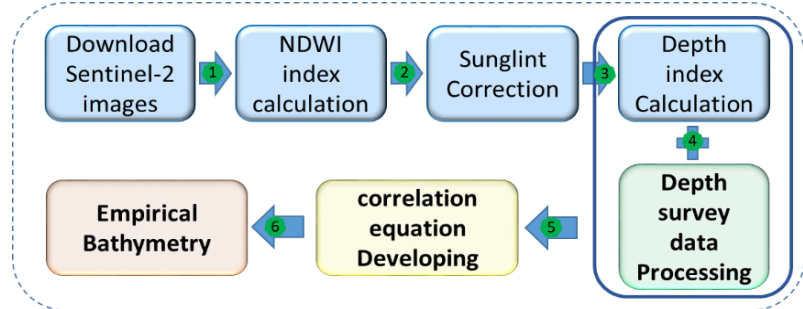 Download
Sentinel-2
images
1
NDWI
index
calculation
2
Sunglint
Correction
3
Depth
index
Calculation
4
Depth
survey
data
Processing
5
correlation
equation
Developing
6
Empirical
Bathymetry